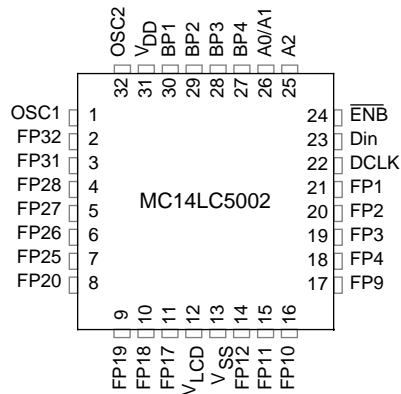 OSC2 VDD BP1 BP2 BP3 BP4 A0/A1 A2
32 31 30 29 28 27 26 25
OSC1 1 24 ENB
FP32 2 23 Din
FP31 3 22 DCLK
FP28 4 21 FP1
FP27 5 20 FP2
FP26 6 19 FP3
FP25 7 18 FP4
FP20 8 17 FP9
MC14LC5002
9 10 11 12 13 14 15 16
FP19 FP18 FP17 VLCD VSS FP12 FP11 FP10